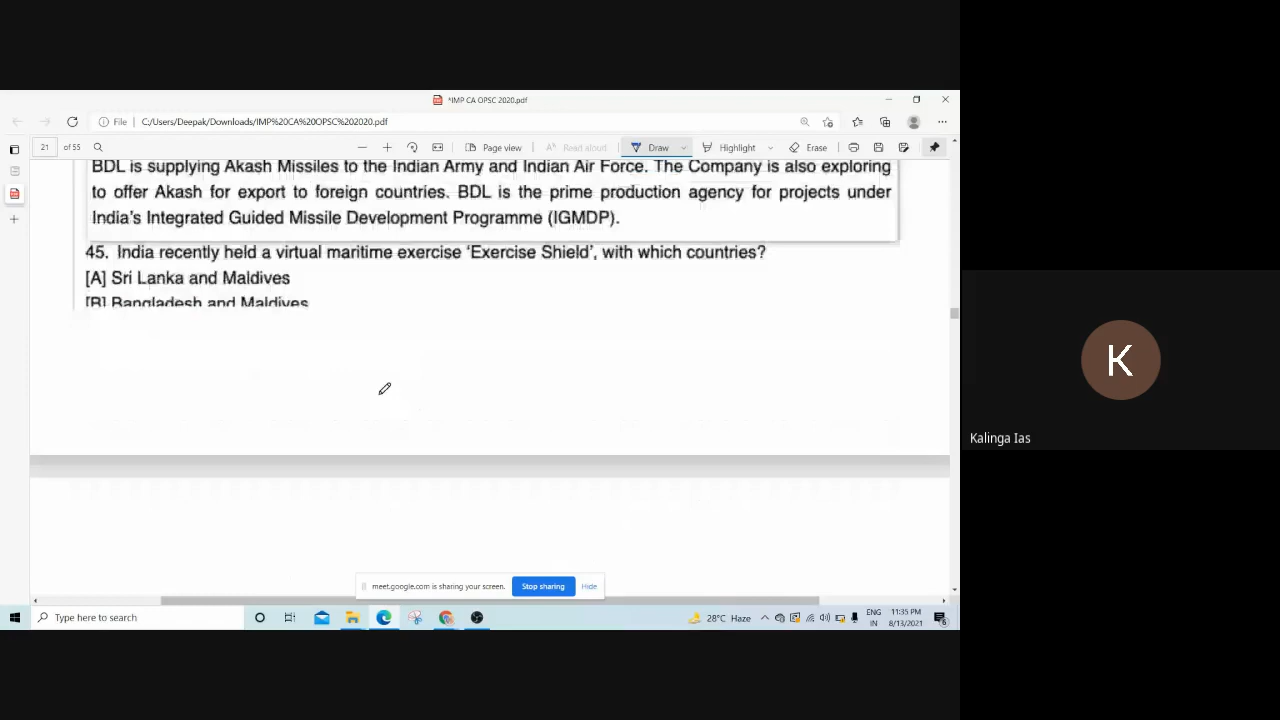 *IMP CA OPSC 2020.pdf
File
C:/Users/Deepak/Downloads/IMP%20CA%20OPSC%202020.pdf
21 of 55
Page view
Read aloud
Draw
Highlight
Erase
BDL is supplying Akash Missiles to the Indian Army and Indian Air Force. The Company is also exploring
to offer Akash for export to foreign countries. BDL is the prime production agency for projects under
India's Integrated Guided Missile Development Programme (IGMDP).
45. India recently held a virtual maritime exercise 'Exercise Shield', with which countries?
[A] Sri Lanka and Maldives
[B] Bangladesh and Maldives
K
Kalinga Ias
meet.google.com is sharing your screen.
Stop sharing
Hide
Type here to search
28°C Haze
ENG
IN
11:35 PM
8/13/2021
6